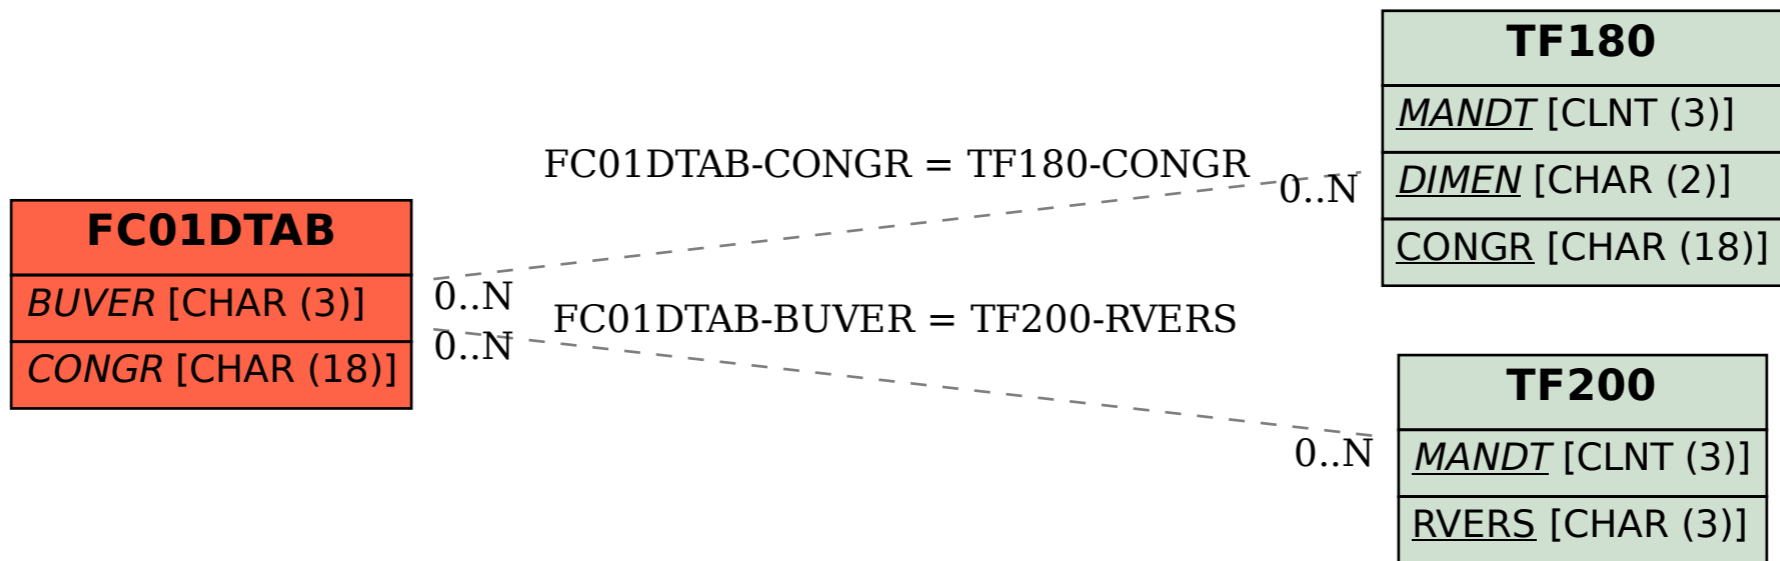 FC01DTAB
BUVER [CHAR (3)]
CONGR [CHAR (18)]
FC01DTAB-CONGR = TF180-CONGR
0..N
0..N
FC01DTAB-BUVER = TF200-RVERS
0..N
0..N
TF180
MANDT [CLNT (3)]
DIMEN [CHAR (2)]
CONGR [CHAR (18)]
TF200
MANDT [CLNT (3)]
RVERS [CHAR (3)]